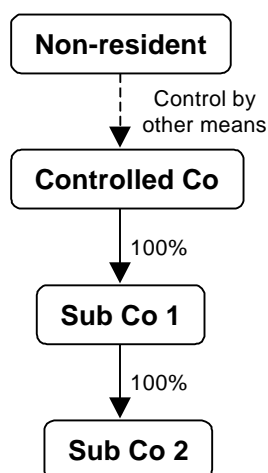 Non-resident
Control by
other means
Controlled Co
100%
Sub Co 1
100%
Sub Co 2